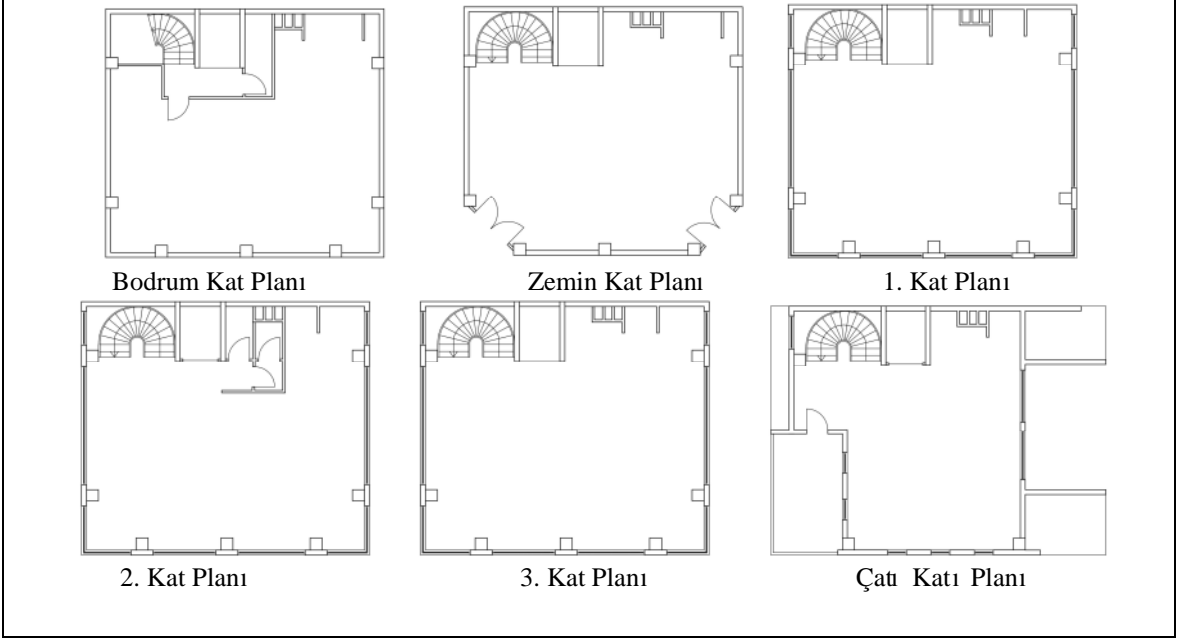 Bodrum Kat Planı
Zemin Kat Planı
1. Kat Planı
2. Kat Planı
3. Kat Planı
Çatı Katı Planı